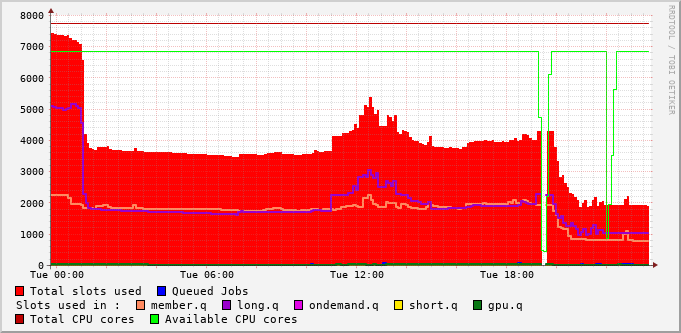 8000
7000
6000
5000
4000
3000
2000
1000
0
Tue 00:00 Tue 06:00 Tue 12:00 Tue 18:00
Total slots used Queued Jobs
Slots used in : member.q long.q ondemand.q short.q gpu.q
Total CPU cores Available CPU cores
RRDTOOL / TOBI OETIKER